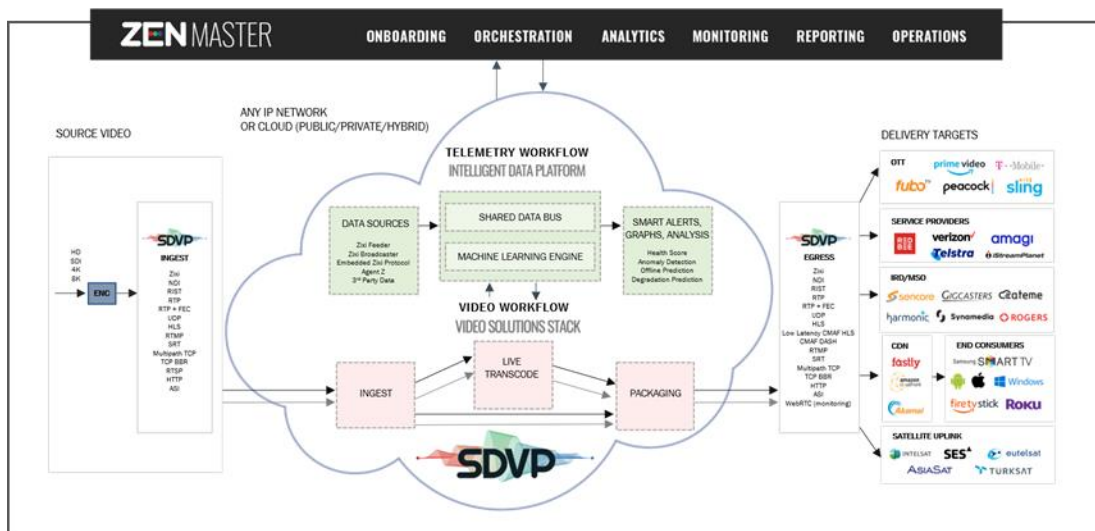 ZEN MASTER
ONBOARDING ORCHESTRATION ANALYTICS MONITORING REPORTING OPERATIONS
ANY IP NETWORK
OR CLOUD (PUBLIC/PRIVATE/HYBRID)
SOURCE VIDEO
HD
SDI
4K
8K
ENC
SDVP
INGEST
Zixi
NDI
RIST
RTP
RTP + FEC
UDP
HLS
RTMP
SRT
Multipath TCP
TCP BBR
RTSP
HTTP
ASI
TELEMETRY WORKFLOW
INTELLIGENT DATA PLATFORM
DATA SOURCES
Zixi Feeder
Zixi Broadcaster
Embedded Zixi Protocol
Agent Z
3rd Party Data
SHARED DATA BUS
MACHINE LEARNING ENGINE
SMART ALERTS,
GRAPHS, ANALYSIS
Health Score
Anomaly Detection
Offline Prediction
Degradation Prediction
VIDEO WORKFLOW
VIDEO SOLUTIONS STACK
INGEST
LIVE
TRANSCODE
PACKAGING
SDVP
SDVP
EGRESS
Zixi
NDI
RIST
RTP
RTP + FEC
UDP
HLS
Low Latency CMAF HLS
CMAF DASH
RTMP
SRT
Multipath TCP
TCP BBR
HTTP
ASI
WebRTC (monitoring)
DELIVERY TARGETS
OTT
prime video
T-Mobile
fubo
peacock
sling
SERVICE PROVIDERS
RED BEE
verizon
amagi
Telstra
iStreamPlanet
IRD/MSO
sencore
GIGCASTERS
ateme
harmonic
Synamedia
ROGERS
CDN
fastly
amazon
Akamai
END CONSUMERS
Samsung SMART TV
Windows
firetv stick
ROKU
SATELLITE UPLINK
INTELSAT
SES
eutelsat
ASIASAT
TÜRKSAT